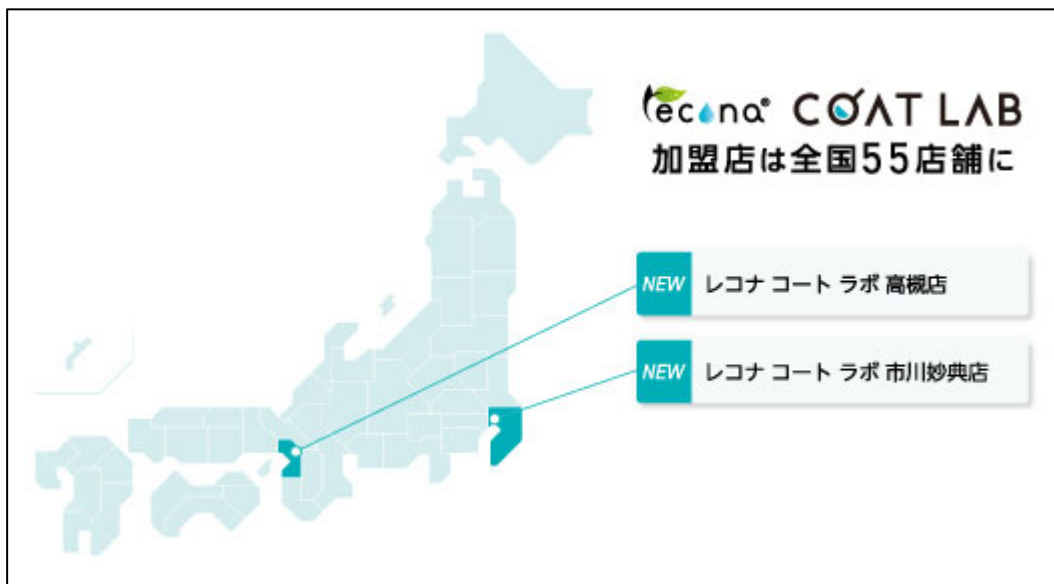 recona® COAT LAB
加盟店は全国55店舗に
NEW レコナ コート ラボ 高槻店
NEW レコナ コート ラボ 市川妙典店